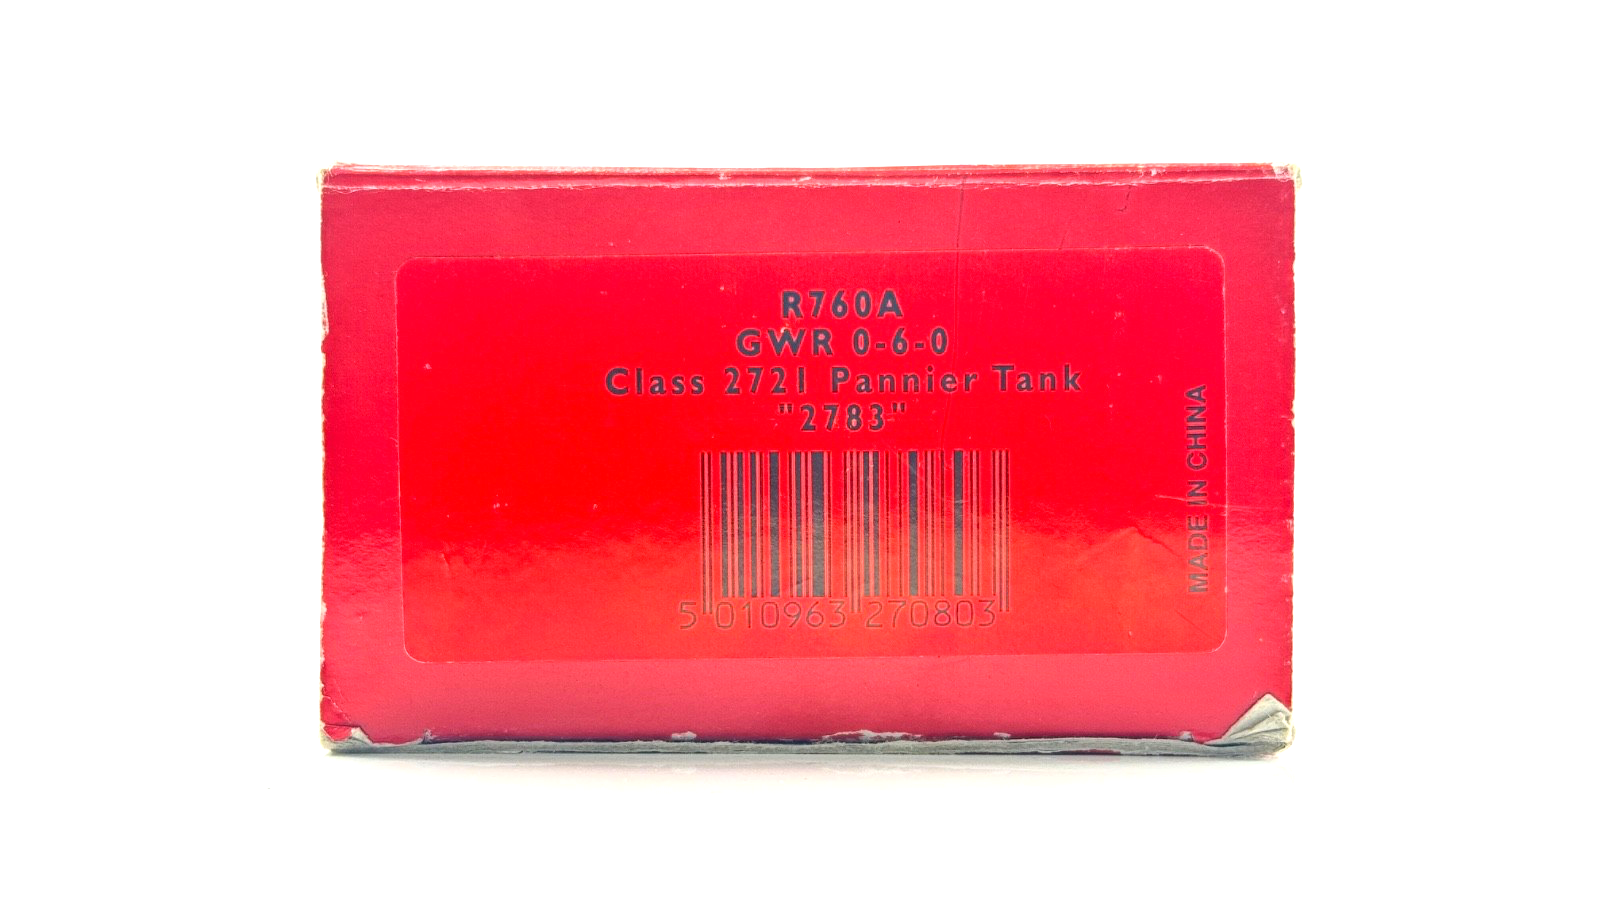 R760A
GWR 0-6-0
Class 2721 Pannier Tank
"2783"
5 010963 270803
MADE IN CHINA